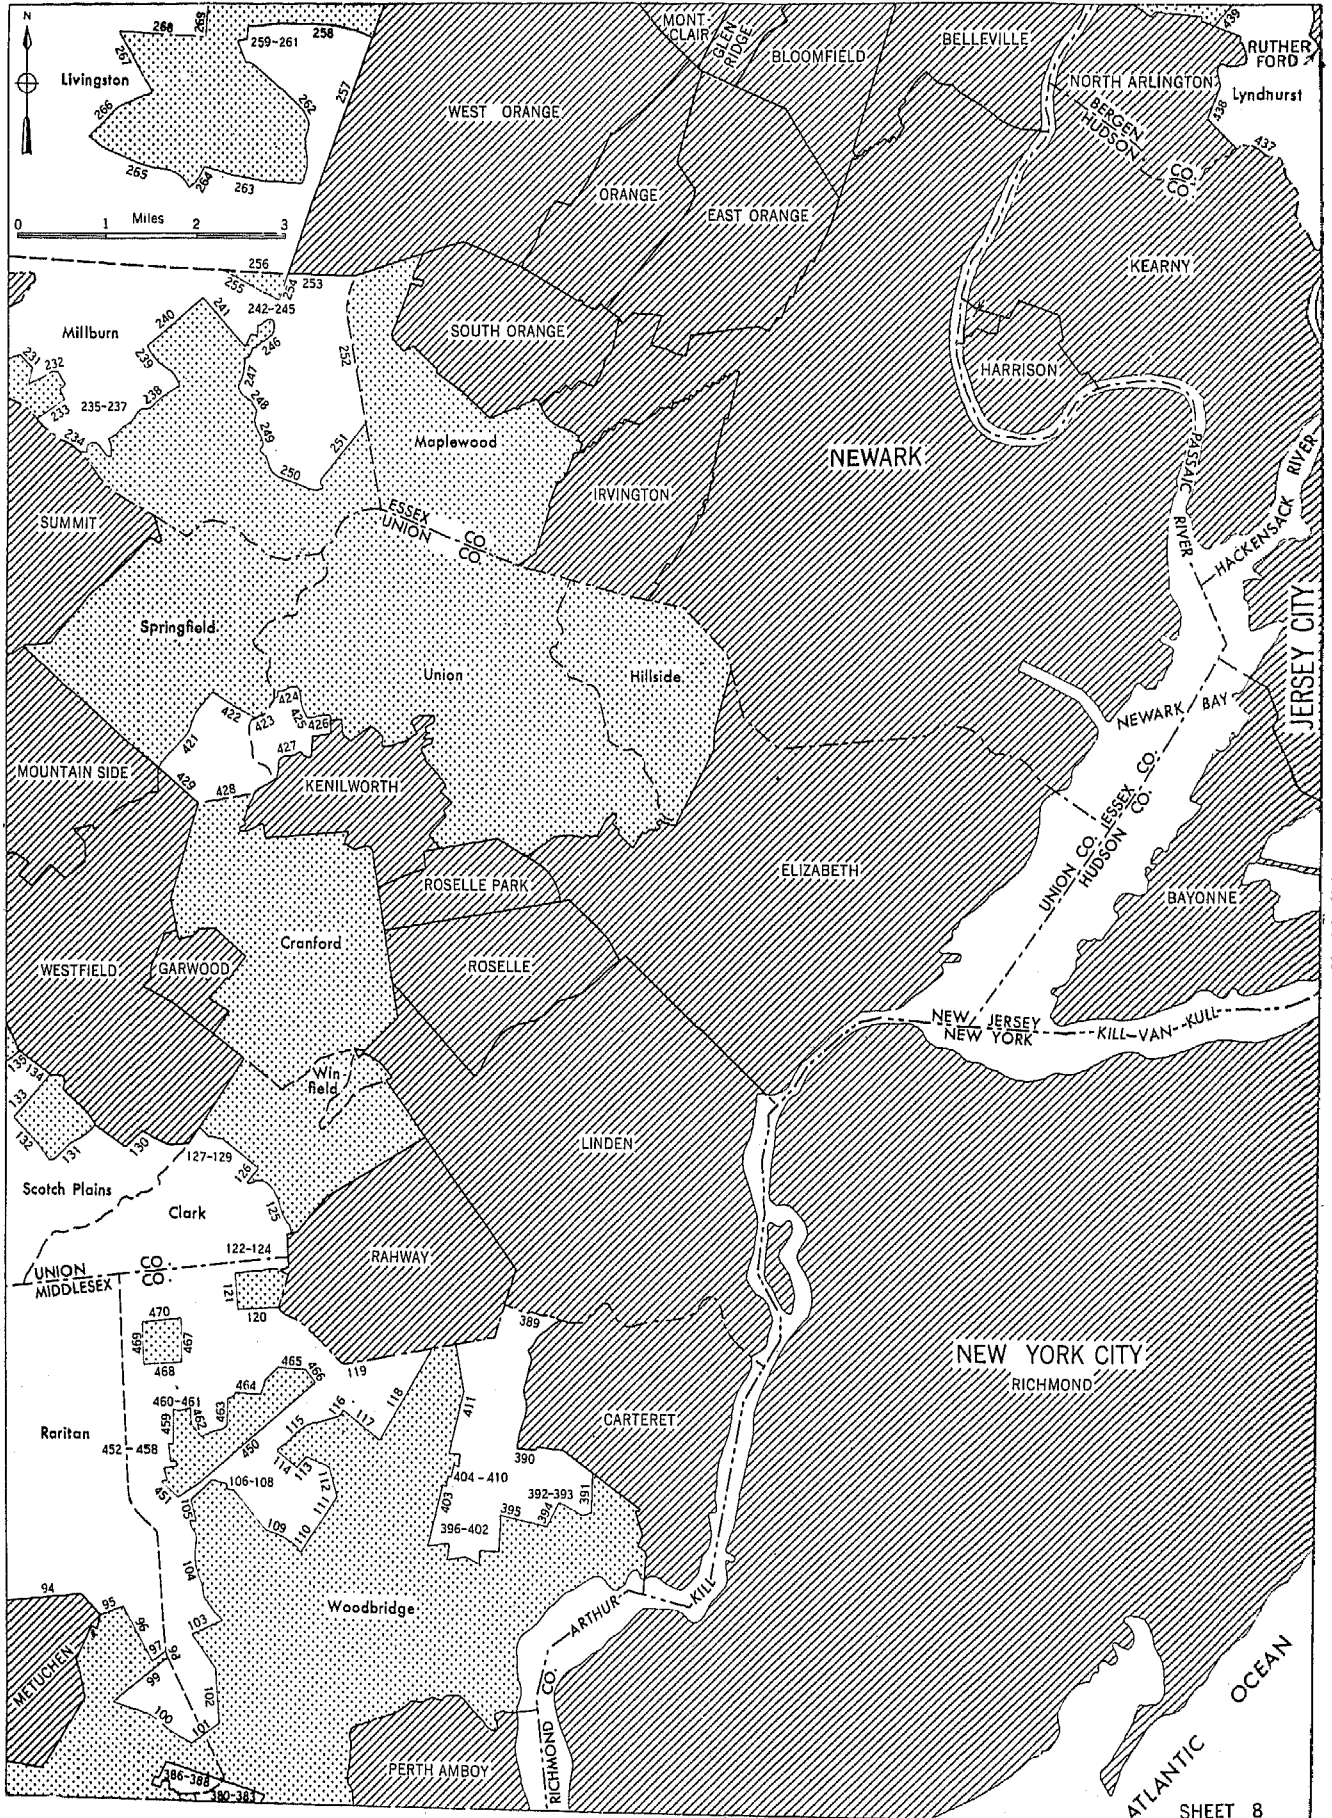 N
268
269
258
259-261
267
Livingston
257
262
266
265
264
263
Miles
0 1 2 3
MONT CLAIR
GLEN RIDGE
BLOOMFIELD
BELLEVILLE
439
RUTHER FORD
NORTH ARLINGTON
Lyndhurst
438
BERGEN CO.
HUDSON CO.
437
WEST ORANGE
ORANGE
EAST ORANGE
KEARNY
256
253
255
254
242-245
241
240
Millburn
246
252
SOUTH ORANGE
239
231
232
247
HARRISON
238
235-237
248
233
249
251
Maplewood
234
250
NEWARK
PASSAIC RIVER
HACKENSACK RIVER
IRVINGTON
SUMMIT
ESSEX CO.
UNION CO.
JERSEY CITY
Springfield
Union
Hillside
424
422
423
425
426
421
427
NEWARK BAY
MOUNTAIN SIDE
429
428
KENILWORTH
ESSEX CO.
UNION CO.
HUDSON CO.
ELIZABETH
ROSELLE PARK
BAYONNE
Cranford
WESTFIELD
GARWOOD
ROSELLE
NEW JERSEY
NEW YORK
KILL-VAN-KULL
135
134
Win field
133
132
131
130
127-129
126
LINDEN
Scotch Plains
Clark
125
122-124
UNION CO.
MIDDLESEX CO.
RAHWAY
121
120
470
389
469
467
468
465
466
119
NEW YORK CITY
RICHMOND
464
460-461
118
116
411
459
462
463
115
117
CARTERET
Raritan
452-458
450
390
114
113
404-410
106-108
112
392-393
391
451
403
111
395
394
105
109
110
396-402
104
94
95
Woodbridge
103
96
ARTHUR KILL
METUCHEN
97
98
99
102
100
101
RICHMOND CO.
386-388
380-383
PERTH AMBOY
ATLANTIC OCEAN
SHEET 8